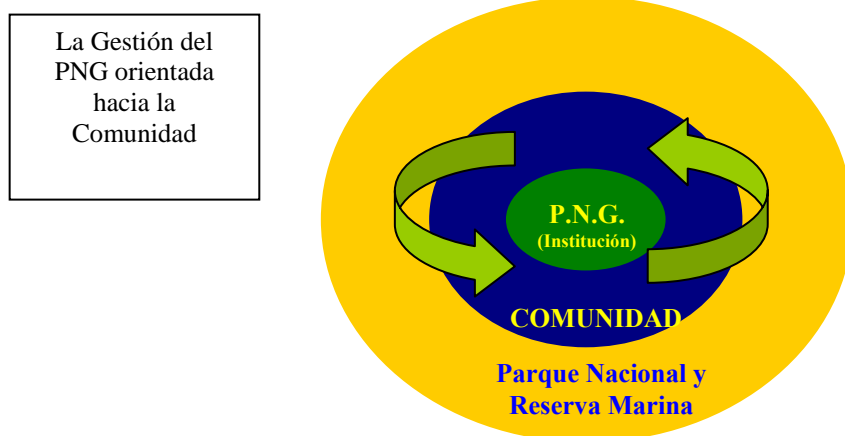 La Gestión del
PNG orientada
hacia la
Comunidad
P.N.G.
(Institución)
COMUNIDAD
Parque Nacional y
Reserva Marina